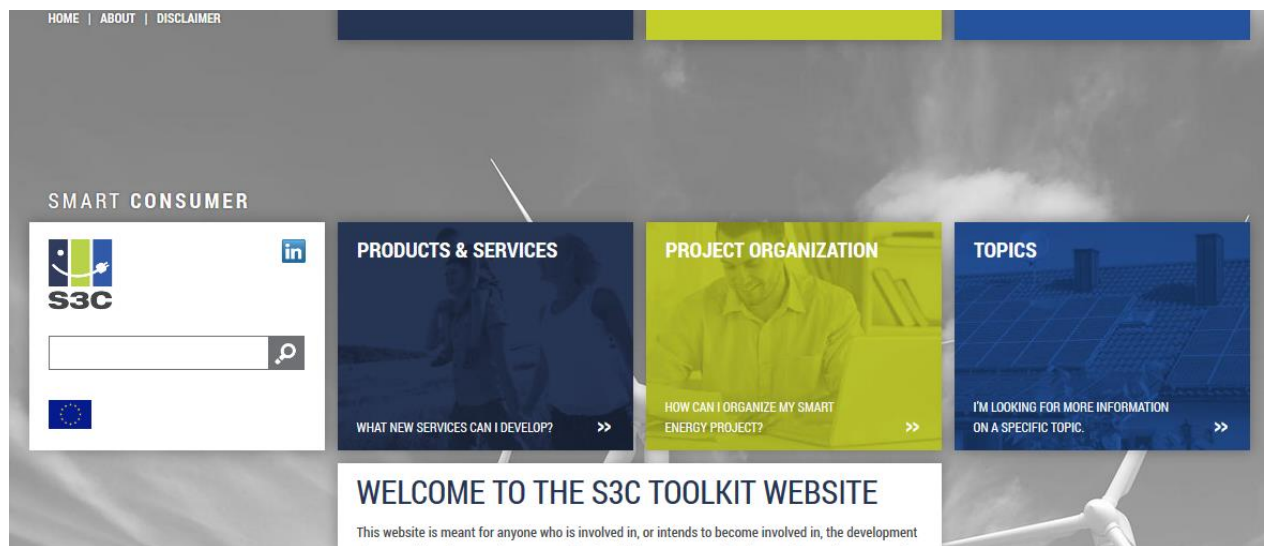 HOME | ABOUT | DISCLAIMER
SMART CONSUMER
S3C
in
PRODUCTS & SERVICES
WHAT NEW SERVICES CAN I DEVELOP? »
PROJECT ORGANIZATION
HOW CAN I ORGANIZE MY SMART
ENERGY PROJECT? »
TOPICS
I'M LOOKING FOR MORE INFORMATION
ON A SPECIFIC TOPIC. »
WELCOME TO THE S3C TOOLKIT WEBSITE
This website is meant for anyone who is involved in, or intends to become involved in, the development